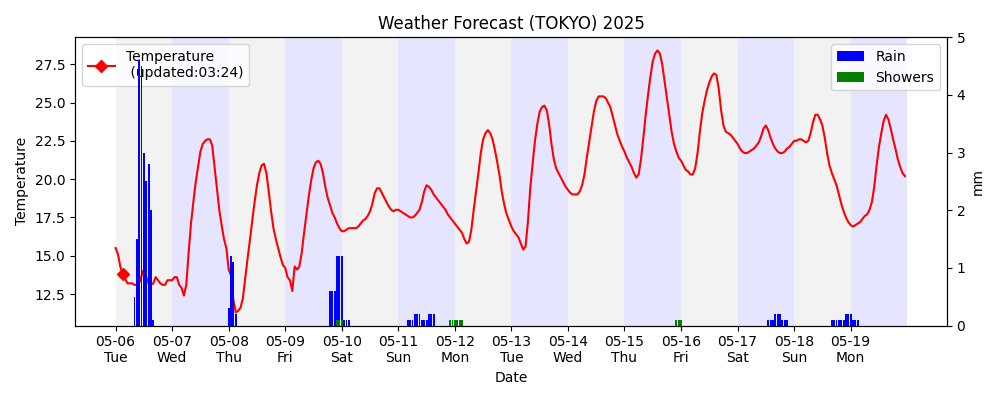 Weather Forecast (TOKYO) 2025
Temperature
(updated:03:24)
Rain
Showers
Temperature
27.5
25.0
22.5
20.0
17.5
15.0
12.5
5
4
3
2
1
0
mm
05-06 05-07 05-08 05-09 05-10 05-11 05-12 05-13 05-14 05-15 05-16 05-17 05-18 05-19
Tue Wed Thu Fri Sat Sun Mon Tue Wed Thu Fri Sat Sun Mon
Date